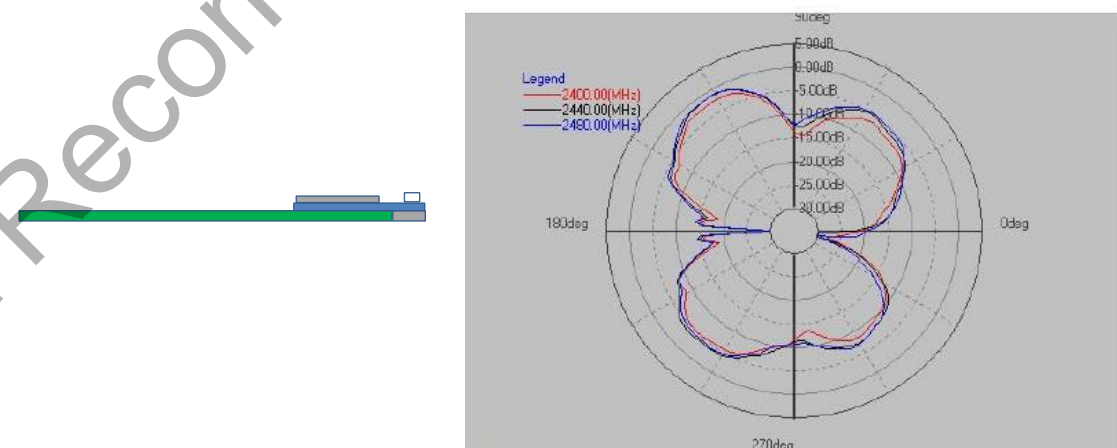 Recom
90deg
5.00dB
0.00dB
-5.00dB
-10.00dB
-15.00dB
-20.00dB
-25.00dB
-30.00dB
Legend
2400.00(MHz)
2440.00(MHz)
2480.00(MHz)
180deg
0deg
270deg